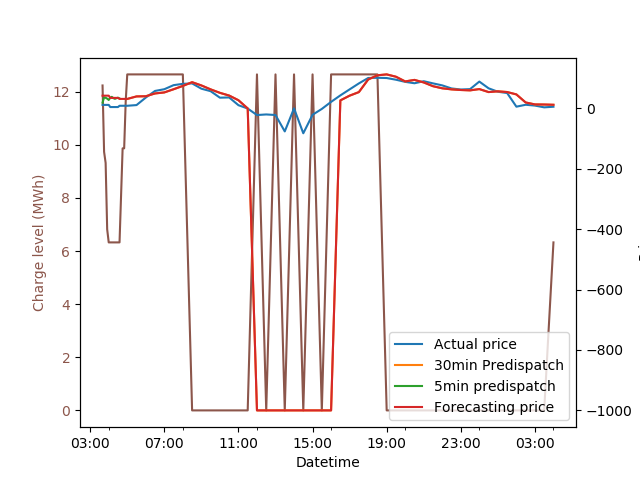 Charge level (MWh)
12
10
8
6
4
2
0
0
−200
−400
−600
−800
−1000
Actual price
30min Predispatch
5min predispatch
Forecasting price
03:00 07:00 11:00 15:00 19:00 23:00 03:00
Datetime